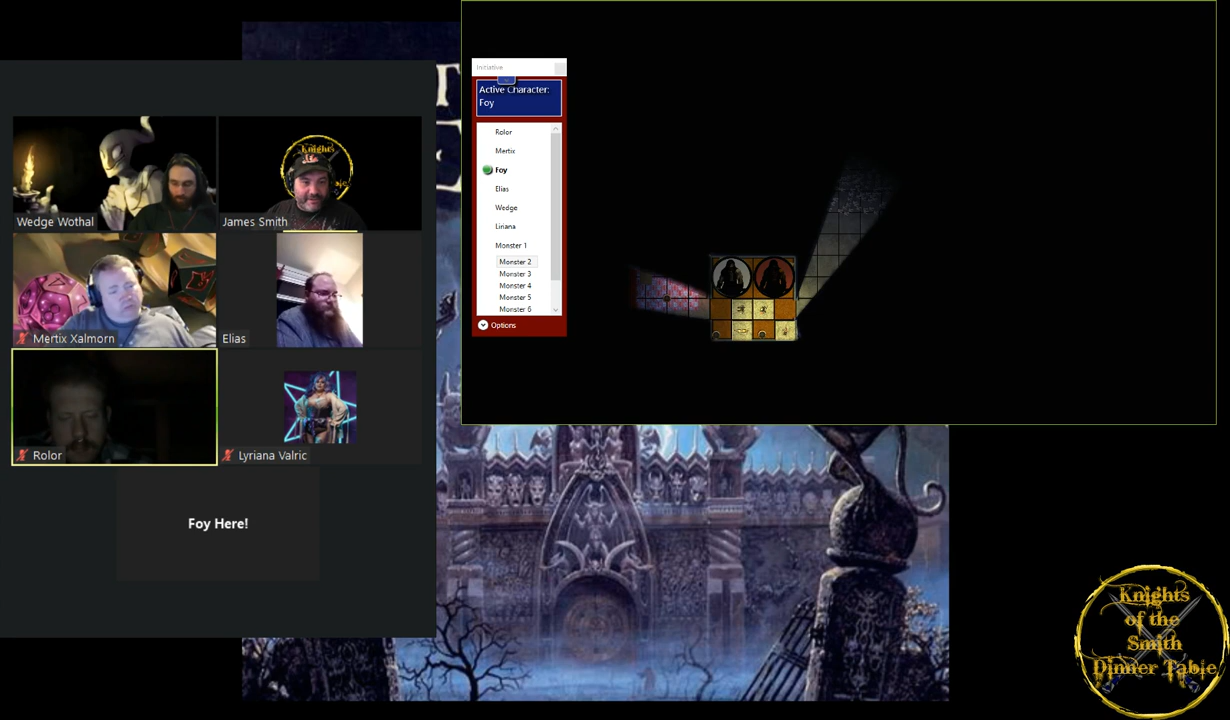 Wedge Wothal
Knights
James Smith
Mertix Xalmorn
Elias
Rolor
Lyriana Valric
Foy Here!
Initiative
Active Character:
Foy
Rolor
Mertix
Foy
Elias
Wedge
Liriana
Monster 1
Monster 2
Monster 3
Monster 4
Monster 5
Monster 6
Options
Knights
of the
Smith
Dinner Table